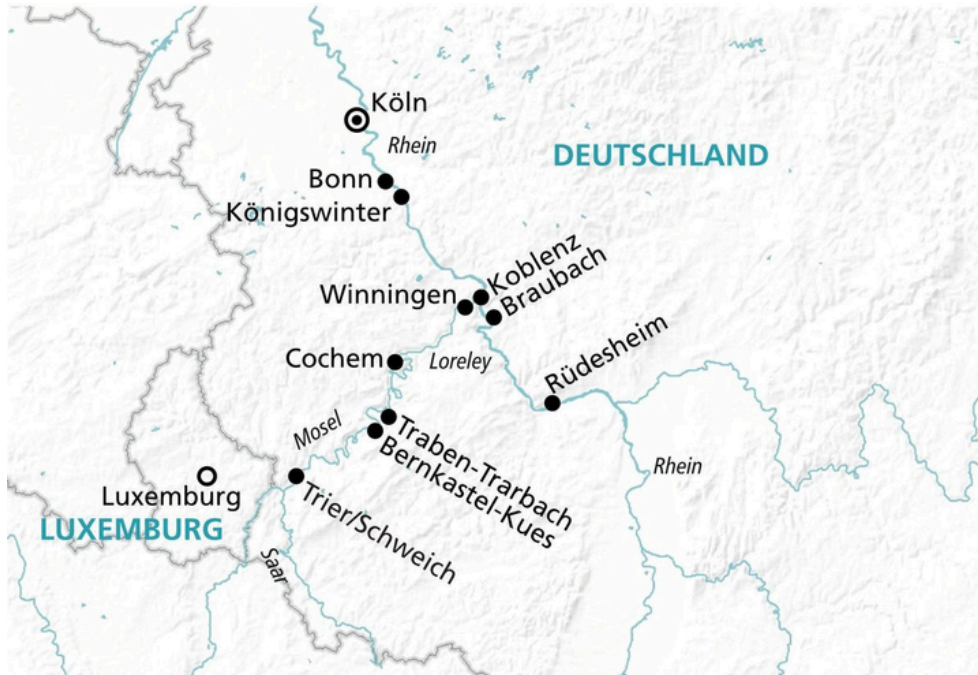 Köln
Rhein
DEUTSCHLAND
Bonn
Königswinter
Koblenz
Braubach
Winningen
Cochem
Loreley
Rüdesheim
Mosel
Traben-Trarbach
Bernkastel-Kues
Rhein
Luxemburg
LUXEMBURG
Trier/Schweich
Saar